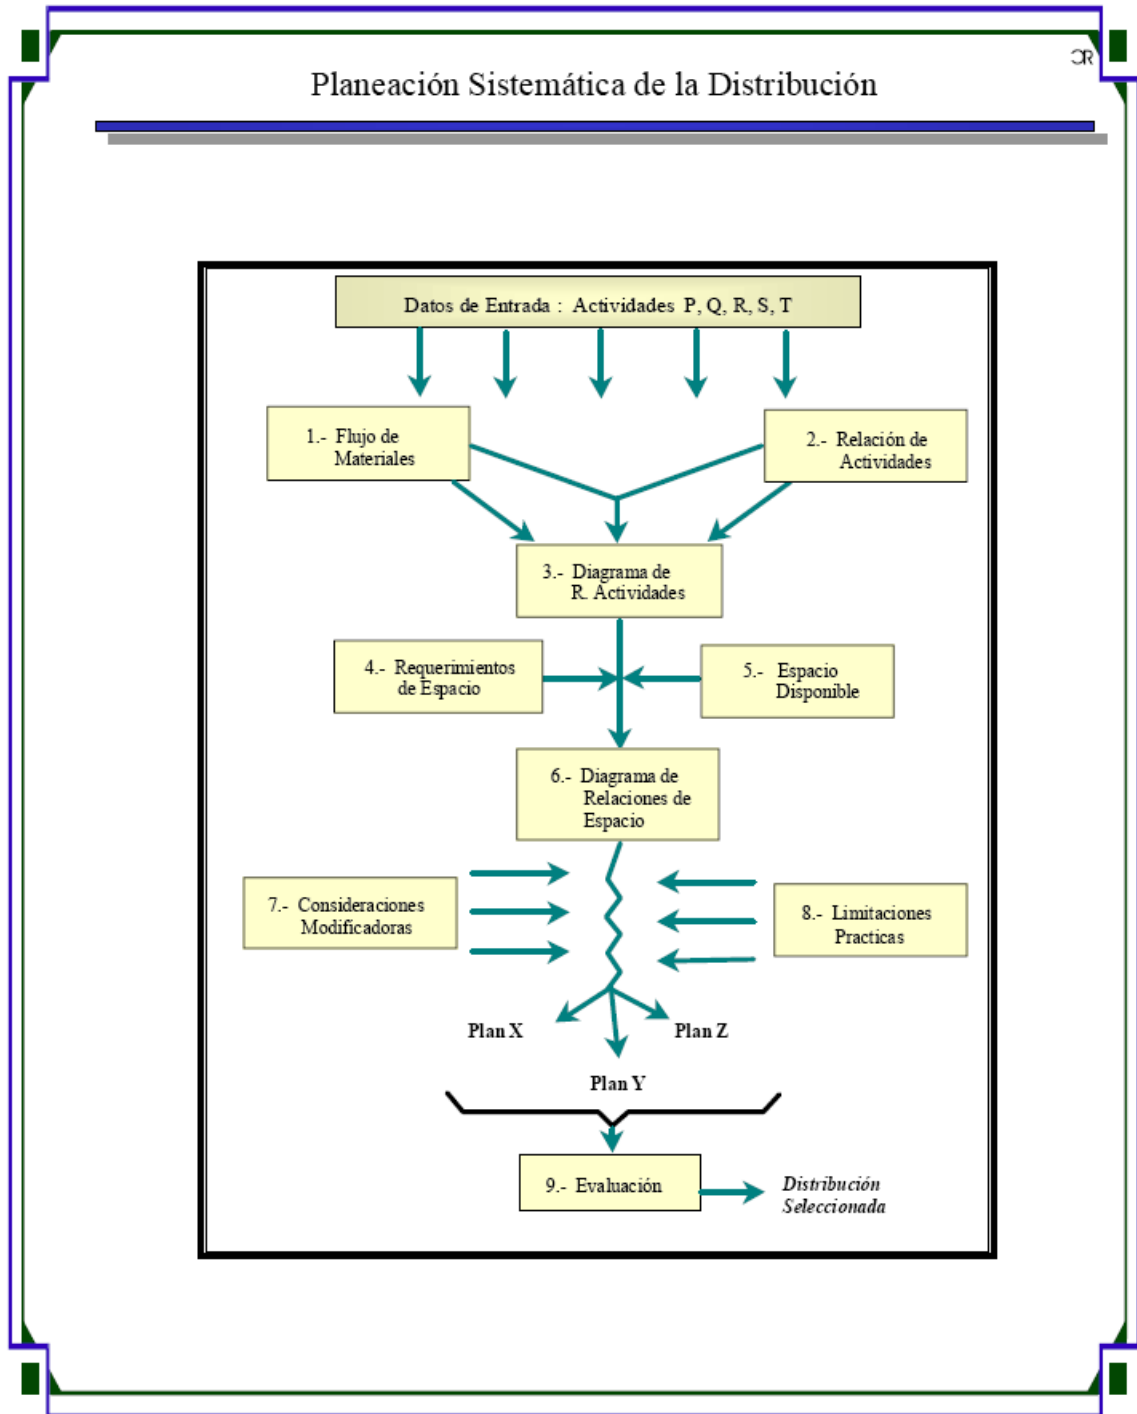 ƆR
Planeación Sistemática de la Distribución
Datos de Entrada : Actividades P, Q, R, S, T
1.- Flujo de
Materiales
2.- Relación de
Actividades
3.- Diagrama de
R. Actividades
4.- Requerimientos
de Espacio
5.- Espacio
Disponible
6.- Diagrama de
Relaciones de
Espacio
7.- Consideraciones
Modificadoras
8.- Limitaciones
Practicas
Plan X
Plan Z
Plan Y
9.- Evaluación
Distribución
Seleccionada